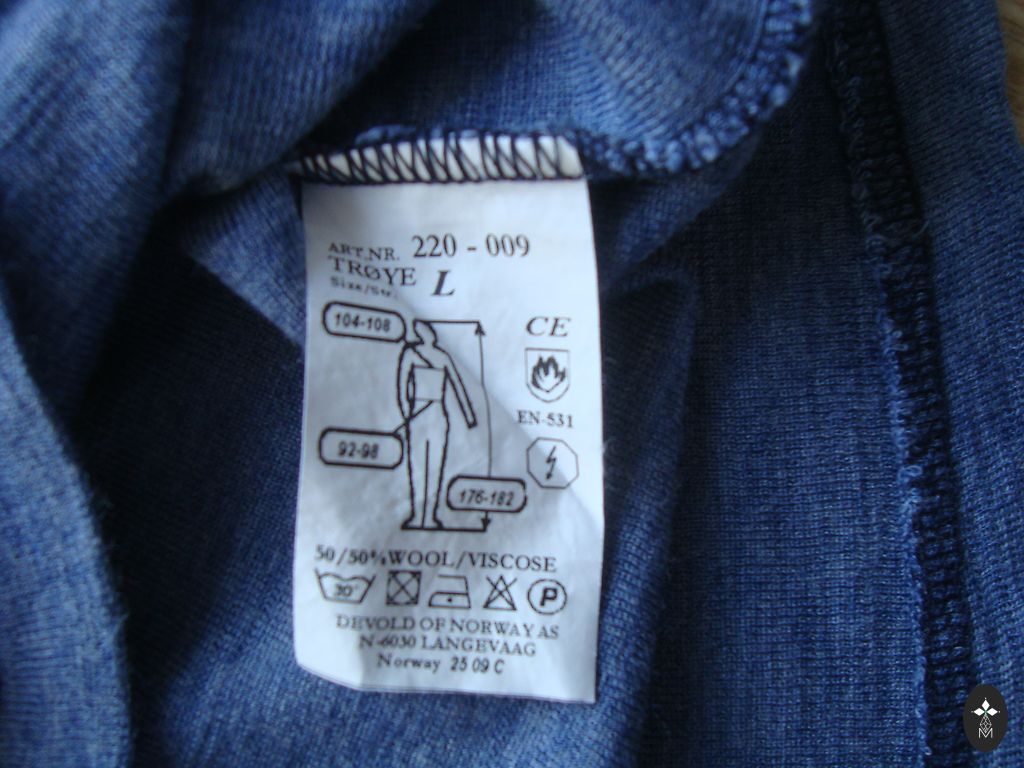 ART.NR. 220 - 009
TRØYE L
Size/Str.
104-108
CE
EN-531
92-98
176-182
50/50% WOOL/VISCOSE
30°
P
DEVOLD OF NORWAY AS
N-6030 LANGEVAAG
Norway 25 09 C
M